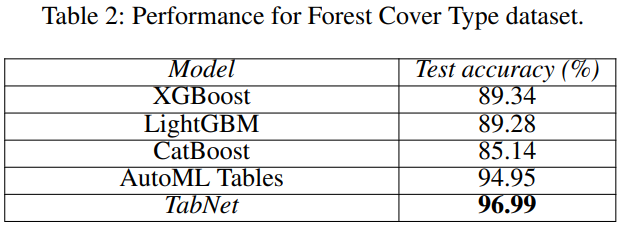 Table 2: Performance for Forest Cover Type dataset.
Model Test accuracy (%)
XGBoost 89.34
LightGBM 89.28
CatBoost 85.14
AutoML Tables 94.95
TabNet 96.99